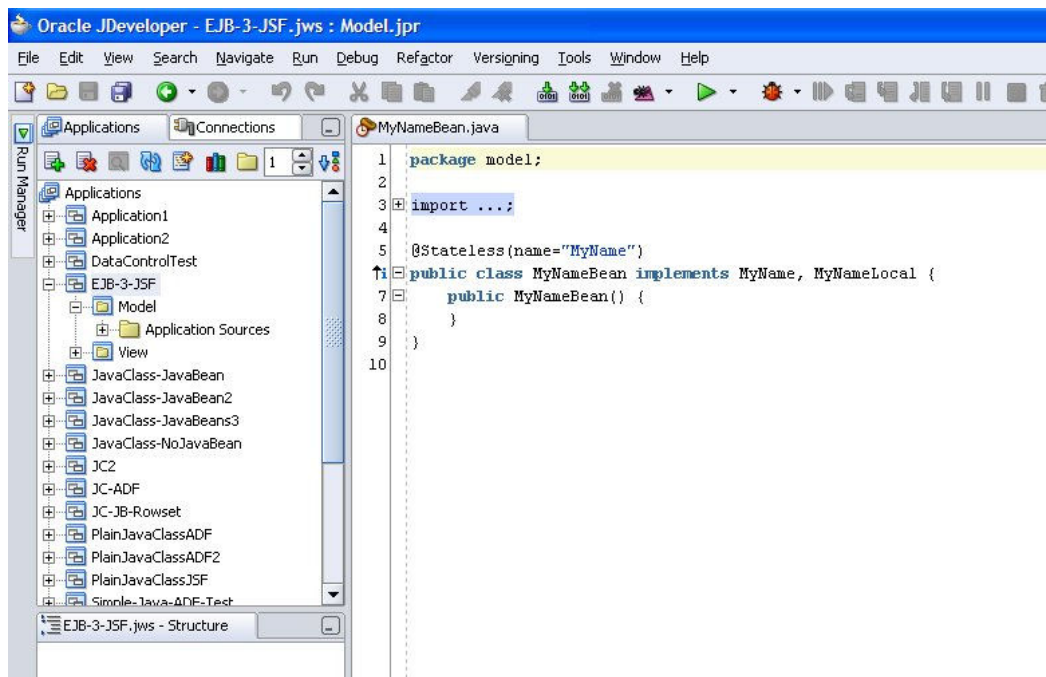 Oracle JDeveloper - EJB-3-JSF.jws : Model.jpr
File Edit View Search Navigate Run Debug Refactor Versioning Tools Window Help
Applications Connections
MyNameBean.java
Run Manager
1
Applications
Application1
Application2
DataControlTest
EJB-3-JSF
Model
Application Sources
View
JavaClass-JavaBean
JavaClass-JavaBean2
JavaClass-JavaBeans3
JavaClass-NoJavaBean
JC2
JC-ADF
JC-JB-Rowset
PlainJavaClassADF
PlainJavaClassADF2
PlainJavaClassJSF
Simple-Java-ADF-Test
EJB-3-JSF.jws - Structure
1 package model;
2
3 import ...;
4
5 @Stateless(name="MyName")
public class MyNameBean implements MyName, MyNameLocal {
7 public MyNameBean() {
8 }
9 }
10